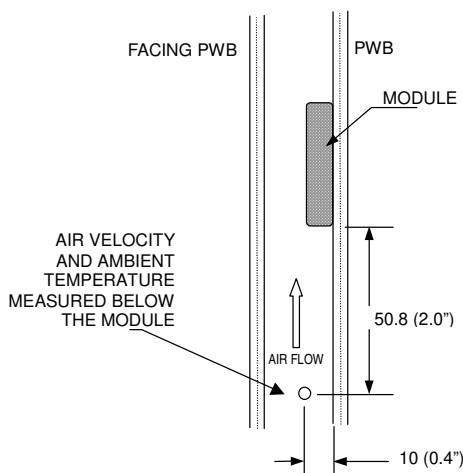 FACING PWB
PWB
MODULE
AIR VELOCITY
AND AMBIENT
TEMPERATURE
MEASURED BELOW
THE MODULE
50.8 (2.0”)
AIR FLOW
10 (0.4”)